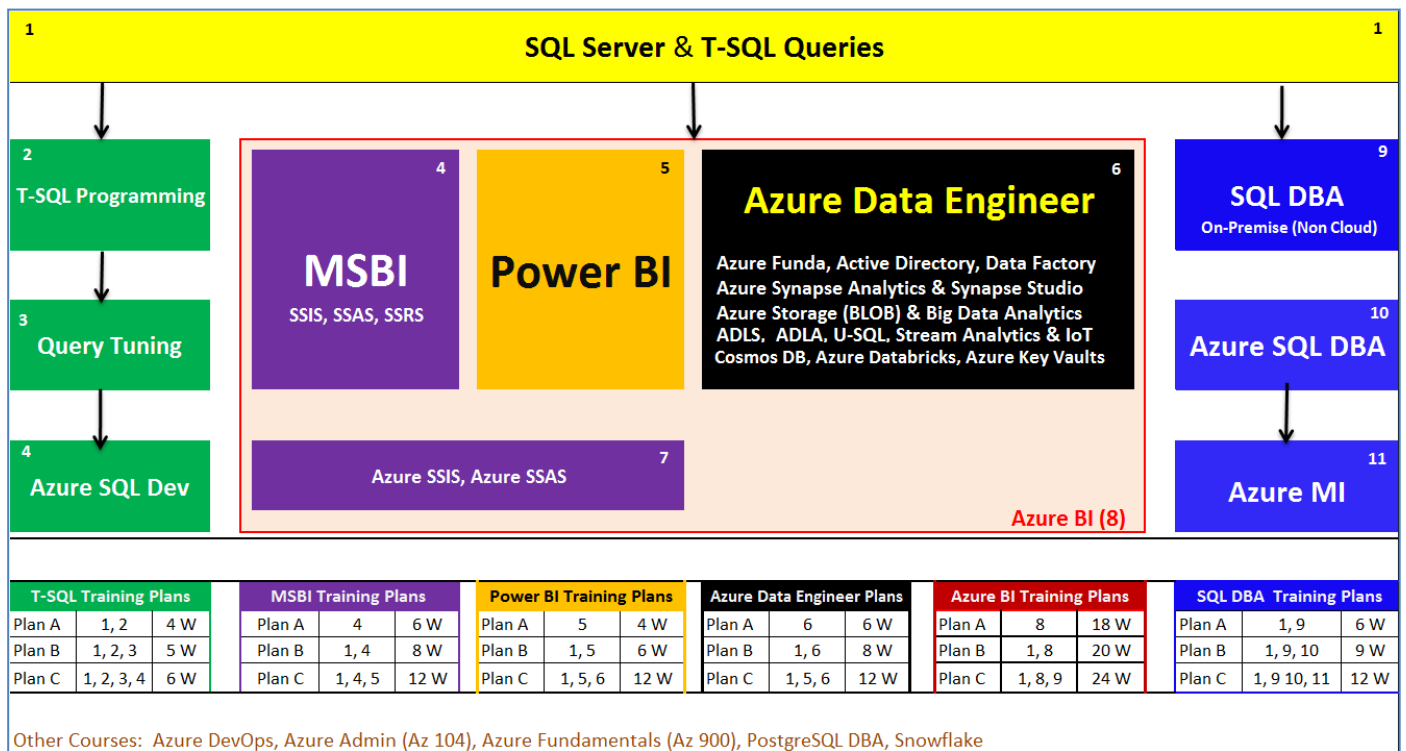 1
SQL Server & T-SQL Queries
1
2
T-SQL Programming
3
Query Tuning
4
Azure SQL Dev
4
MSBI
SSIS, SSAS, SSRS
5
Power BI
6
Azure Data Engineer
Azure Funda, Active Directory, Data Factory
Azure Synapse Analytics & Synapse Studio
Azure Storage (BLOB) & Big Data Analytics
ADLS, ADLA, U-SQL, Stream Analytics & IoT
Cosmos DB, Azure Databricks, Azure Key Vaults
7
Azure SSIS, Azure SSAS
Azure BI (8)
9
SQL DBA
On-Premise (Non Cloud)
10
Azure SQL DBA
11
Azure MI
T-SQL Training Plans
Plan A 1, 2 4 W
Plan B 1, 2, 3 5 W
Plan C 1, 2, 3, 4 6 W
MSBI Training Plans
Plan A 4 6 W
Plan B 1, 4 8 W
Plan C 1, 4, 5 12 W
Power BI Training Plans
Plan A 5 4 W
Plan B 1, 5 6 W
Plan C 1, 5, 6 12 W
Azure Data Engineer Plans
Plan A 6 6 W
Plan B 1, 6 8 W
Plan C 1, 5, 6 12 W
Azure BI Training Plans
Plan A 8 18 W
Plan B 1, 8 20 W
Plan C 1, 8, 9 24 W
SQL DBA Training Plans
Plan A 1, 9 6 W
Plan B 1, 9, 10 9 W
Plan C 1, 9 10, 11 12 W
Other Courses: Azure DevOps, Azure Admin (Az 104), Azure Fundamentals (Az 900), PostgreSQL DBA, Snowflake